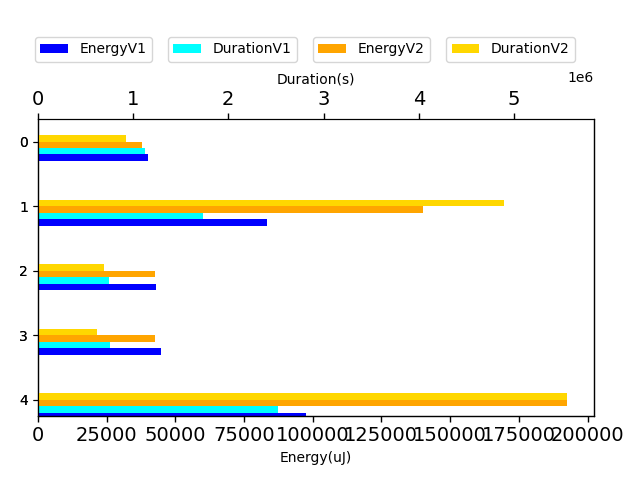 EnergyV1 DurationV1 EnergyV2 DurationV2
Duration(s) 1e6
0 1 2 3 4 5
0
1
2
3
4
0 25000 50000 75000 100000 125000 150000 175000 200000
Energy(uJ)